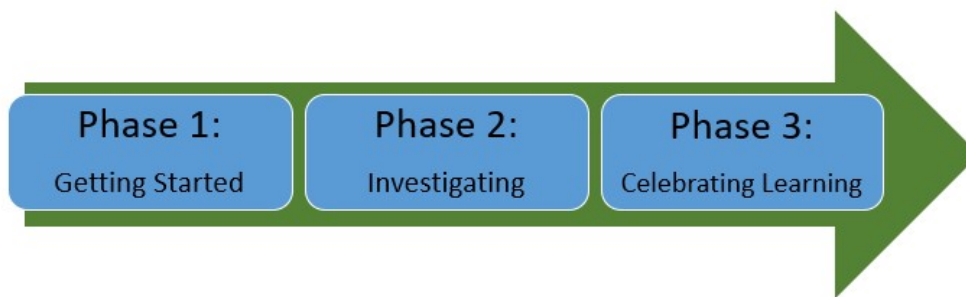 Phase 1:
Getting Started
Phase 2:
Investigating
Phase 3:
Celebrating Learning